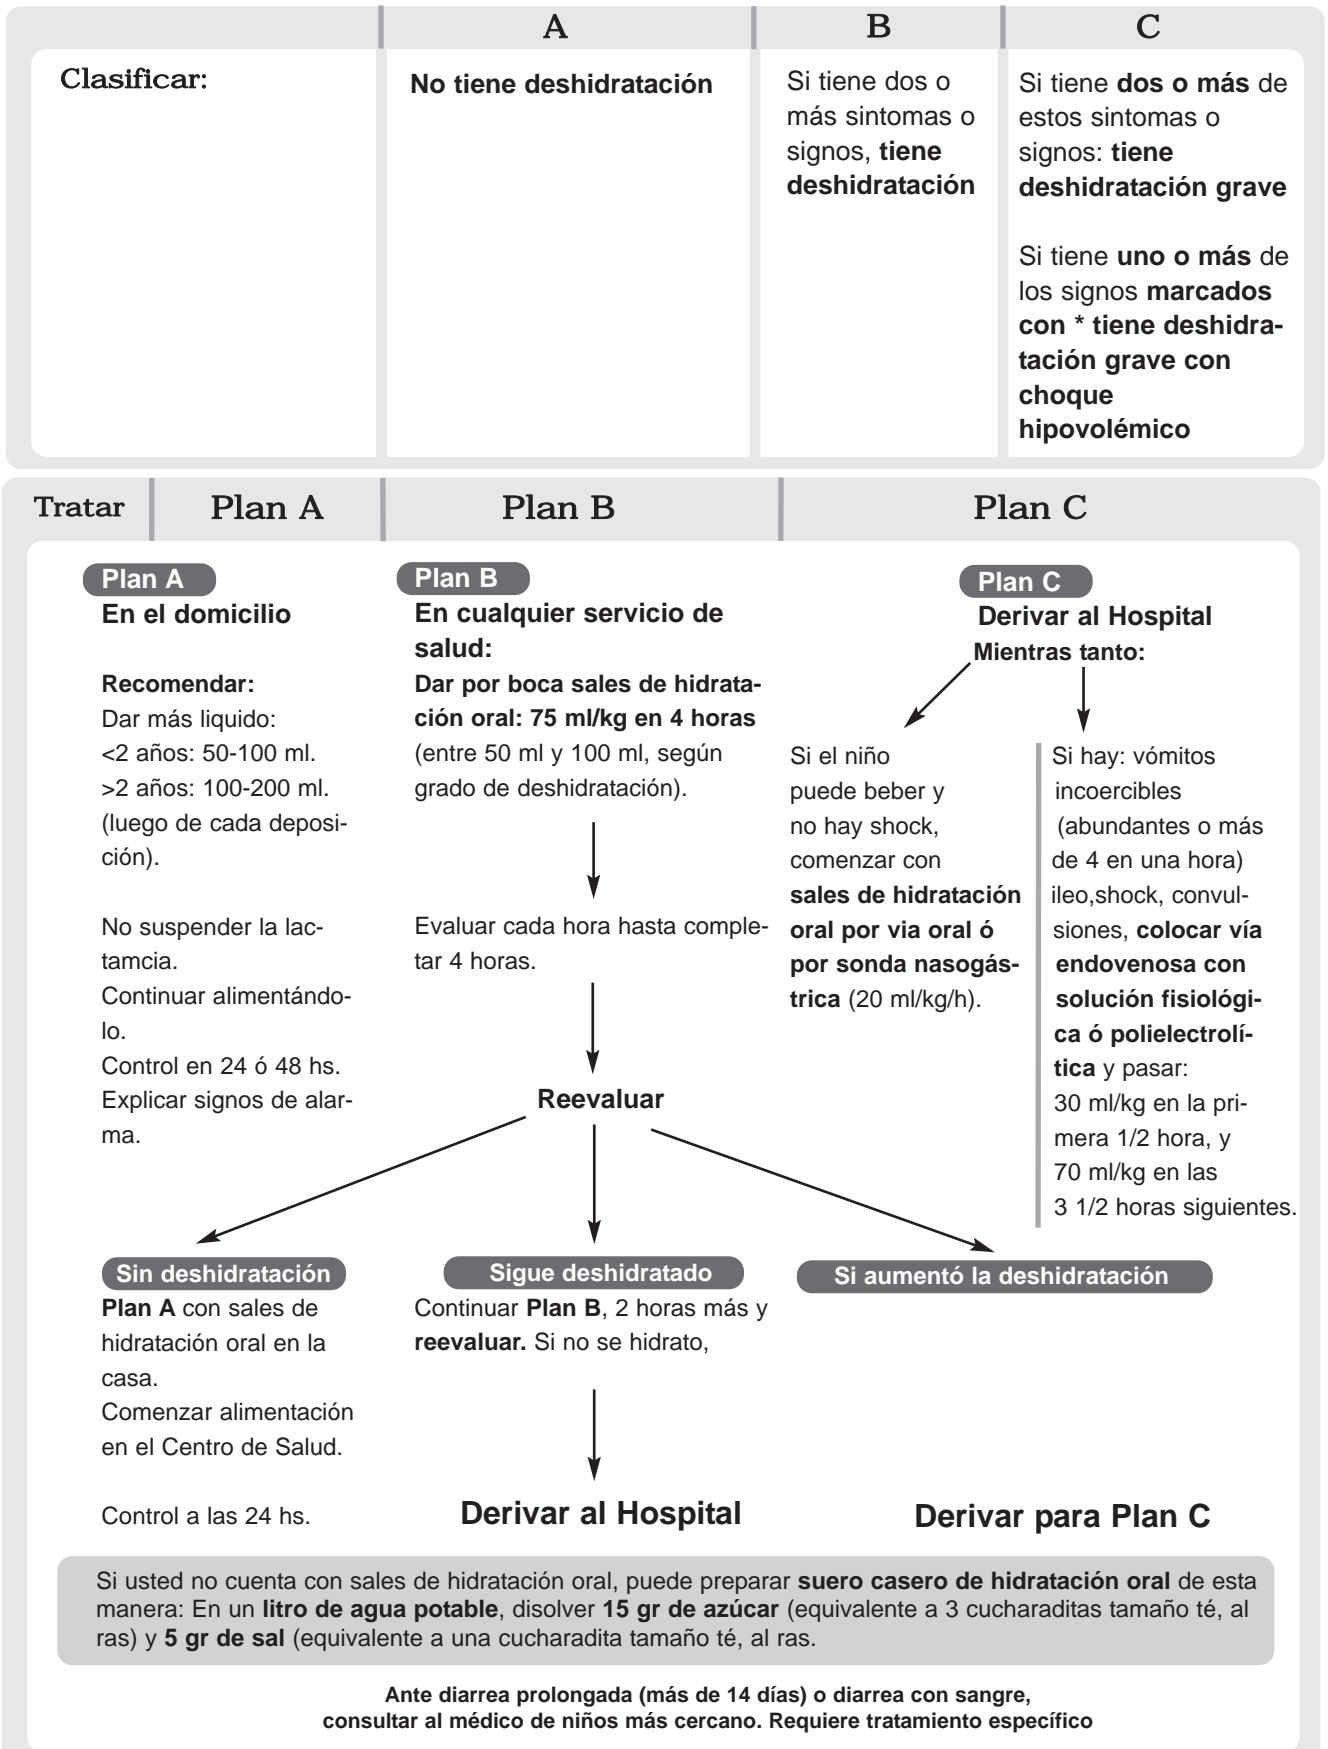 A
B
C
Clasificar:
No tiene deshidratación
Si tiene dos o
más sintomas o
signos, tiene
deshidratación
Si tiene dos o más de
estos sintomas o
signos: tiene
deshidratación grave
Si tiene uno o más de
los signos marcados
con * tiene deshidra-
tación grave con
choque
hipovolémico
Tratar
Plan A
Plan B
Plan C
Plan A
En el domicilio
Recomendar:
Dar más liquido:
<2 años: 50-100 ml.
>2 años: 100-200 ml.
(luego de cada deposi-
ción).
No suspender la lac-
tamcia.
Continuar alimentándo-
lo.
Control en 24 ó 48 hs.
Explicar signos de alar-
ma.
Plan B
En cualquier servicio de
salud:
Dar por boca sales de hidrata-
ción oral: 75 ml/kg en 4 horas
(entre 50 ml y 100 ml, según
grado de deshidratación).
Evaluar cada hora hasta comple-
tar 4 horas.
Reevaluar
Plan C
Derivar al Hospital
Mientras tanto:
Si el niño
puede beber y
no hay shock,
comenzar con
sales de hidratación
oral por via oral ó
por sonda nasogás-
trica (20 ml/kg/h).
Si hay: vómitos
incoercibles
(abundantes o más
de 4 en una hora)
ileo,shock, convul-
siones, colocar vía
endovenosa con
solución fisiológi-
ca ó polielectrolí-
tica y pasar:
30 ml/kg en la pri-
mera 1/2 hora, y
70 ml/kg en las
3 1/2 horas siguientes.
Sin deshidratación
Plan A con sales de
hidratación oral en la
casa.
Comenzar alimentación
en el Centro de Salud.
Control a las 24 hs.
Sigue deshidratado
Continuar Plan B, 2 horas más y
reevaluar. Si no se hidrato,
Derivar al Hospital
Si aumentó la deshidratación
Derivar para Plan C
Si usted no cuenta con sales de hidratación oral, puede preparar suero casero de hidratación oral de esta
manera: En un litro de agua potable, disolver 15 gr de azúcar (equivalente a 3 cucharaditas tamaño té, al
ras) y 5 gr de sal (equivalente a una cucharadita tamaño té, al ras.
Ante diarrea prolongada (más de 14 días) o diarrea con sangre,
consultar al médico de niños más cercano. Requiere tratamiento específico